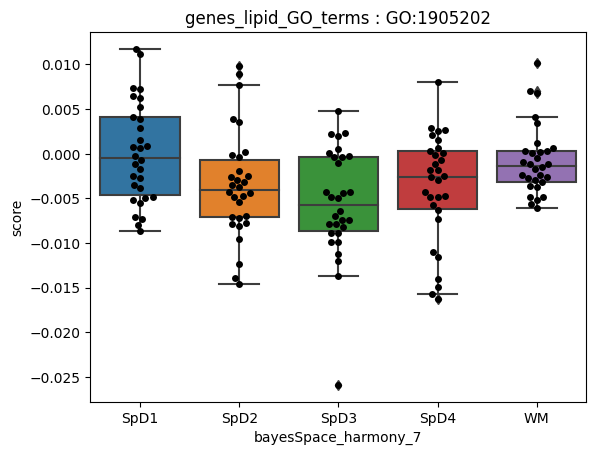 genes_lipid_GO_terms : GO:1905202
score
0.010
0.005
0.000
−0.005
−0.010
−0.015
−0.020
−0.025
SpD1 SpD2 SpD3 SpD4 WM
bayesSpace_harmony_7